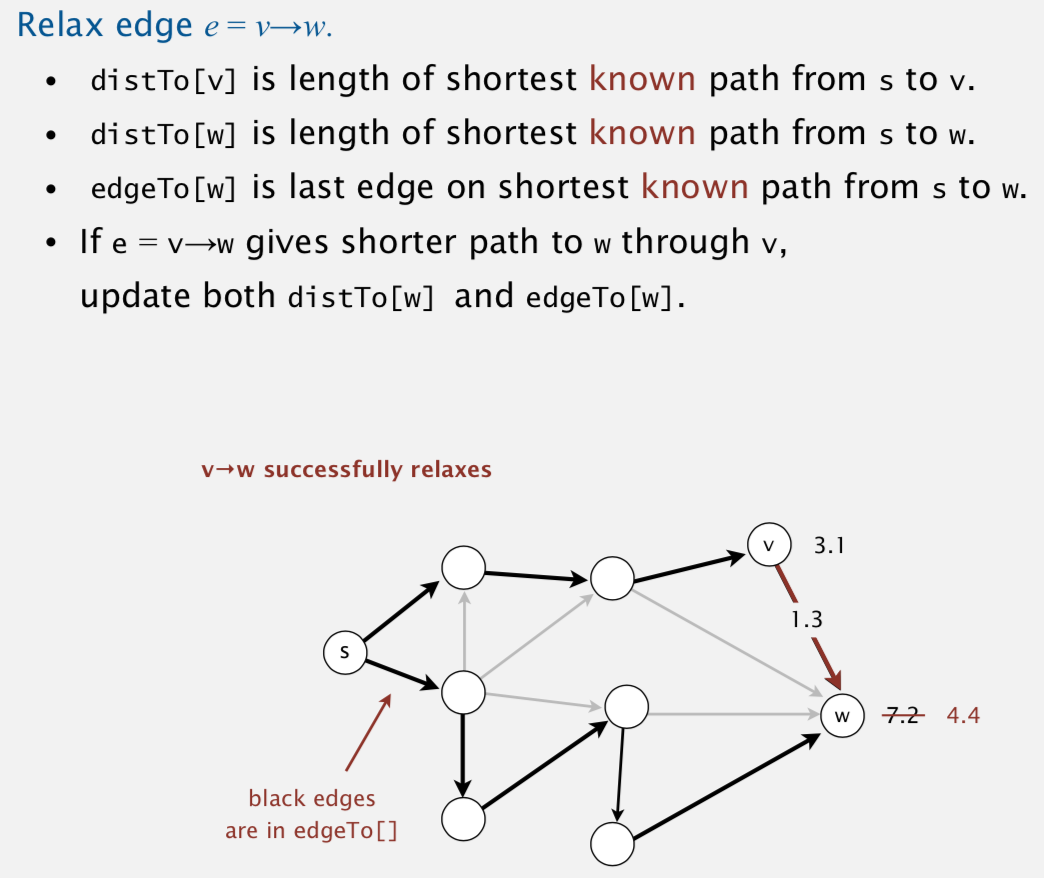 Relax edge e = v→w.
• distTo[v] is length of shortest known path from s to v.
• distTo[w] is length of shortest known path from s to w.
• edgeTo[w] is last edge on shortest known path from s to w.
• If e = v→w gives shorter path to w through v,
update both distTo[w] and edgeTo[w].
v→w successfully relaxes
v 3.1
1.3
s
w 7.2 4.4
black edges
are in edgeTo[]